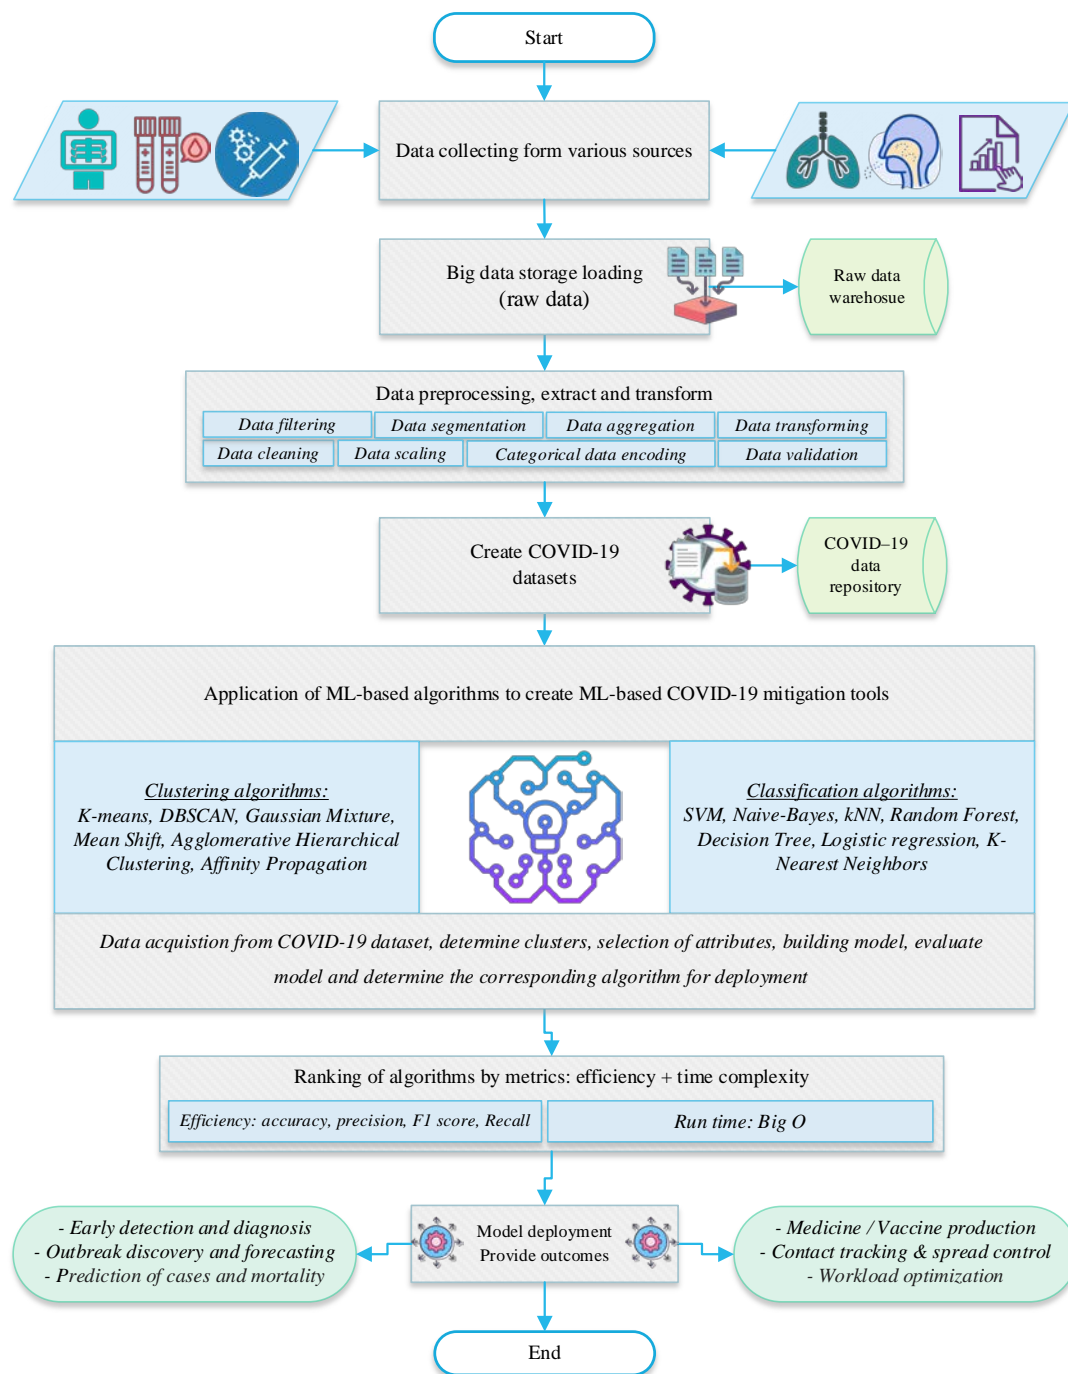 Start
Data collecting form various sources
Big data storage loading
(raw data)
Raw data
warehosue
Data preprocessing, extract and transform
Data filtering
Data segmentation
Data aggregation
Data transforming
Data cleaning
Data scaling
Categorical data encoding
Data validation
Create COVID-19
datasets
COVID–19
data
repository
Application of ML-based algorithms to create ML-based COVID-19 mitigation tools
Clustering algorithms:
K-means, DBSCAN, Gaussian Mixture,
Mean Shift, Agglomerative Hierarchical
Clustering, Affinity Propagation
Classification algorithms:
SVM, Naive-Bayes, kNN, Random Forest,
Decision Tree, Logistic regression, K-
Nearest Neighbors
Data acquistion from COVID-19 dataset, determine clusters, selection of attributes, building model, evaluate
model and determine the corresponding algorithm for deployment
Ranking of algorithms by metrics: efficiency + time complexity
Efficiency: accuracy, precision, F1 score, Recall
Run time: Big O
- Early detection and diagnosis
- Outbreak discovery and forecasting
- Prediction of cases and mortality
Model deployment
Provide outcomes
- Medicine / Vaccine production
- Contact tracking & spread control
- Workload optimization
End